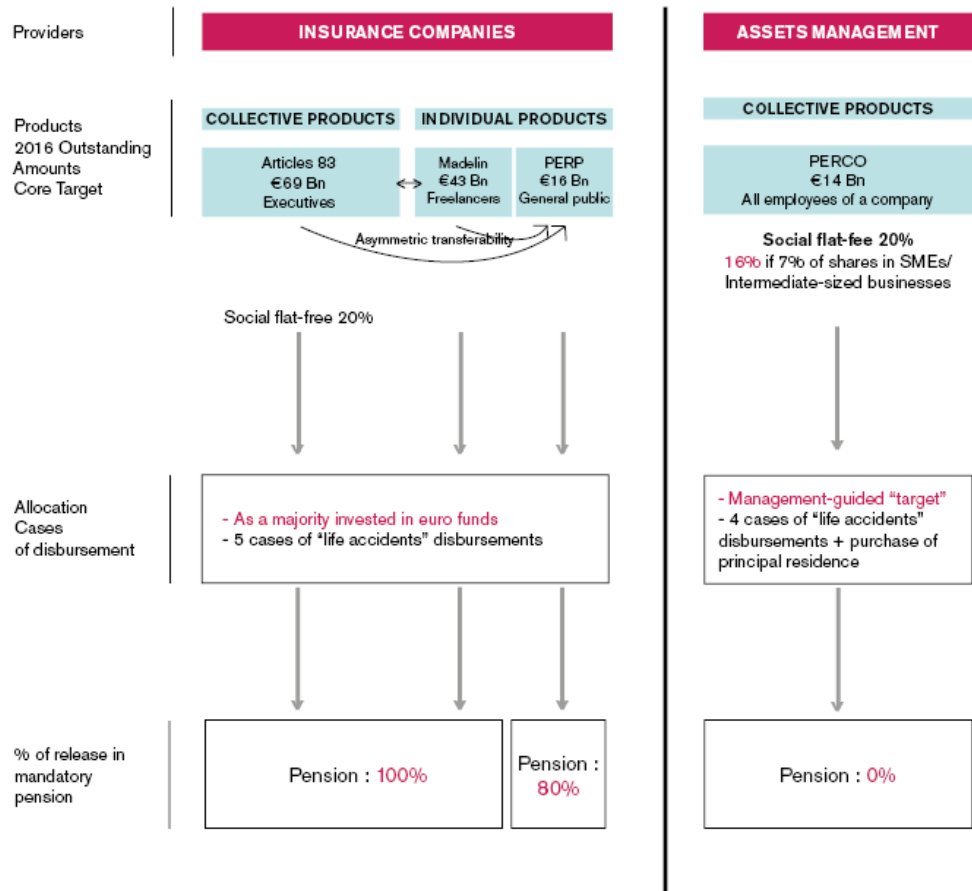 Providers
INSURANCE COMPANIES
ASSETS MANAGEMENT
Products
2016 Outstanding
Amounts
Core Target
COLLECTIVE PRODUCTS
INDIVIDUAL PRODUCTS
COLLECTIVE PRODUCTS
Articles 83
€69 Bn
Executives
Madelin
€43 Bn
Freelancers
PERP
€16 Bn
General public
PERCO
€14 Bn
All employees of a company
Asymmetric transferability
Social flat-fee 20%
16% if 7% of shares in SMEs/
Intermediate-sized businesses
Social flat-free 20%
Allocation
Cases
of disbursement
- As a majority invested in euro funds
- 5 cases of "life accidents" disbursements
- Management-guided "target"
- 4 cases of "life accidents"
disbursements + purchase of
principal residence
% of release in
mandatory
pension
Pension : 100%
Pension :
80%
Pension : 0%